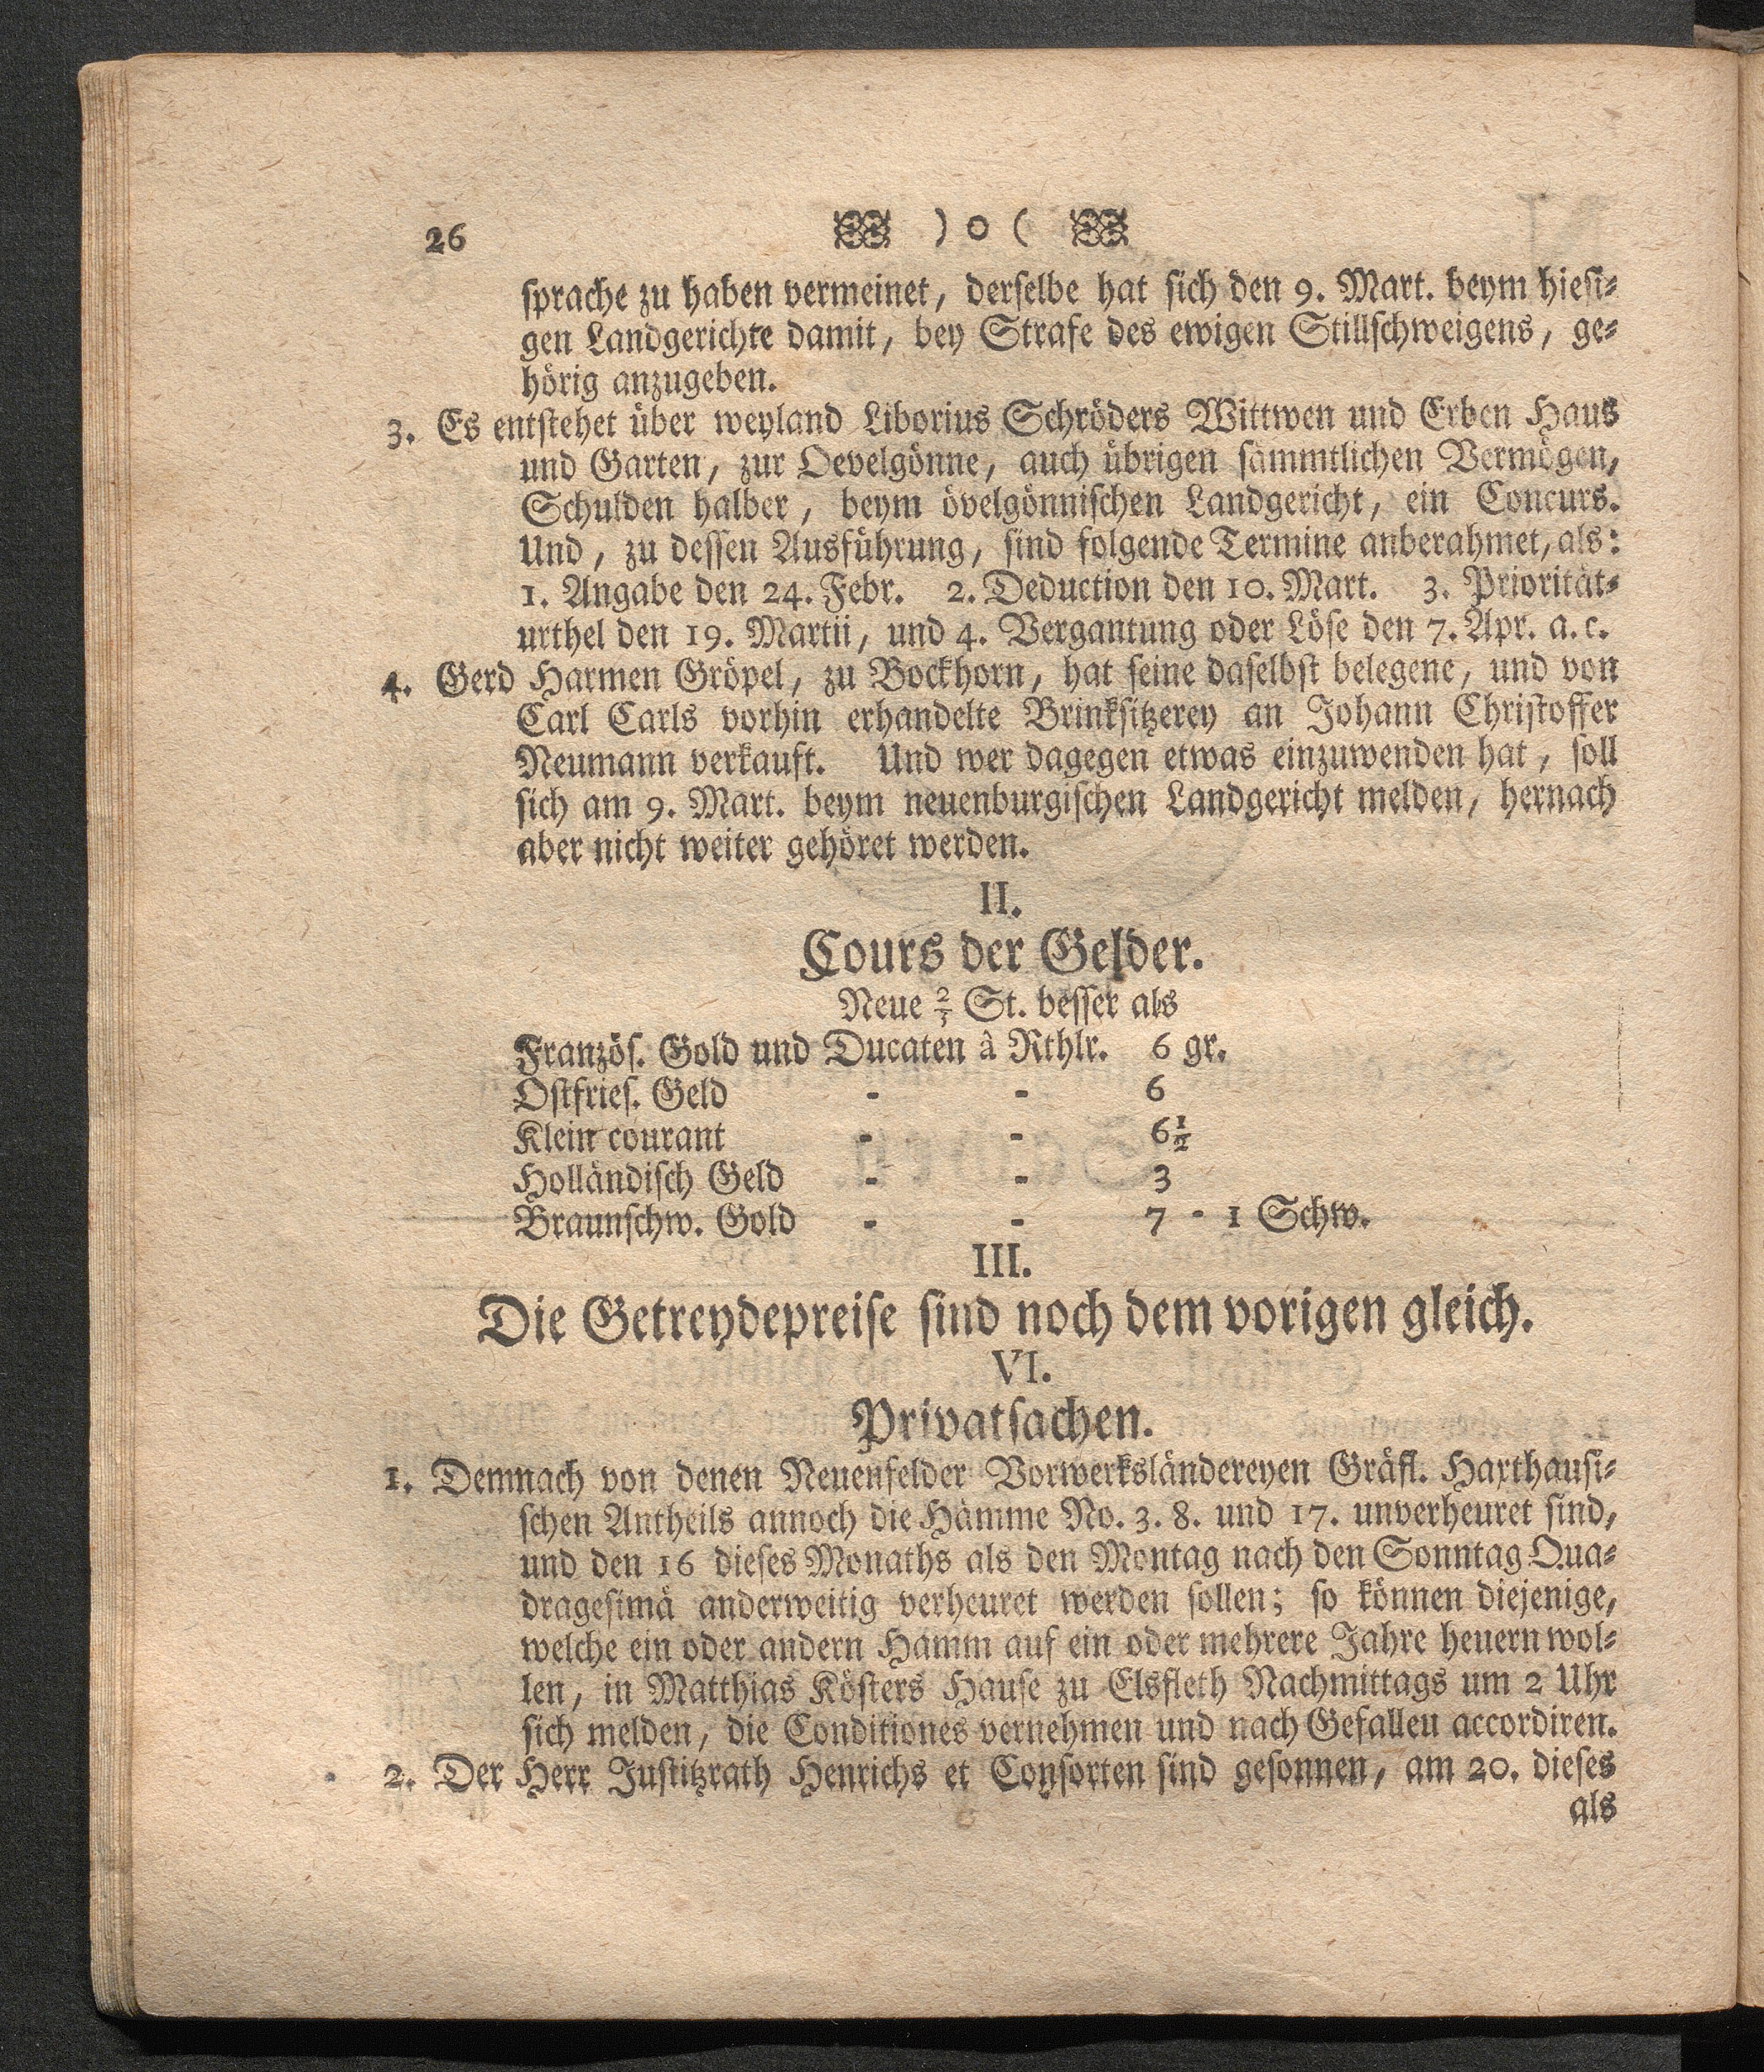 26 ) o (
sprache zu haben vermeinet, derselbe hat sich den 9. Mart. beym hiesi-
gen Landgerichte damit, bey Strafe des ewigen Stillschweigens, ge-
hörig anzugeben.
3. Es entstehet über weyland Liborius Schröders Wittwen und Erben Haus
und Garten, zur Oevelgönne, auch übrigen sämmtlichen Vermögen,
Schulden halber, beym övelgönnischen Landgericht, ein Concurs.
Und, zu dessen Ausführung, sind folgende Termine anberahmet, als:
1. Angabe den 24. Febr. 2. Deduction den 10. Mart. 3. Priorität-
urthel den 19. Martii, und 4. Vergantung oder Löse den 7. Apr. a. c.
4. Gerd Harmen Gröpel, zu Bockhorn, hat seine daselbst belegene, und von
Carl Carls vorhin erhandelte Brinksitzerey an Johann Christoffer
Neumann verkauft. Und wer dagegen etwas einzuwenden hat, soll
sich am 9. Mart. beym neuenburgischen Landgericht melden, hernach
aber nicht weiter gehöret werden.
II.
Cours der Gelder.
Neue 2/3 St. besser als
Französ. Gold und Ducaten â Rthlr. 6 gr.
Ostfries. Geld - - 6
Klein courant - - 6 1/2
Holländisch Geld - - 3
Braunschw. Gold - - 7 - 1 Schw.
III.
Die Getreydepreise sind noch dem vorigen gleich.
VI.
Privatsachen.
1. Demnach von denen Neuenfelder Vorwerksländereyen Gräfl. Haxthausi-
schen Antheils annoch die Hämme No. 3. 8. und 17. unverheuret sind,
und den 16 dieses Monaths als den Montag nach den Sonntag Qua-
dragesimä anderweitig verheuret werden sollen; so können diejenige,
welche ein oder andern Hamm auf ein oder mehrere Jahre heuern wol-
len, in Matthias Kösters Hause zu Elsfleth Nachmittags um 2 Uhr
sich melden, die Conditiones vernehmen und nach Gefalleu accordiren.
2. Der Herr Justitzrath Henrichs et Consorten sind gesonnen, am 20. dieses
als